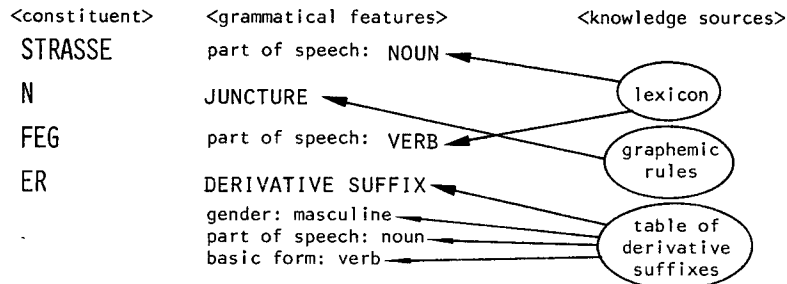 <constituent> <grammatical features> <knowledge sources>
STRASSE part of speech: NOUN
lexicon
N JUNCTURE
FEG part of speech: VERB
graphemic
rules
ER DERIVATIVE SUFFIX
gender: masculine
part of speech: noun
basic form: verb
table of
derivative
suffixes